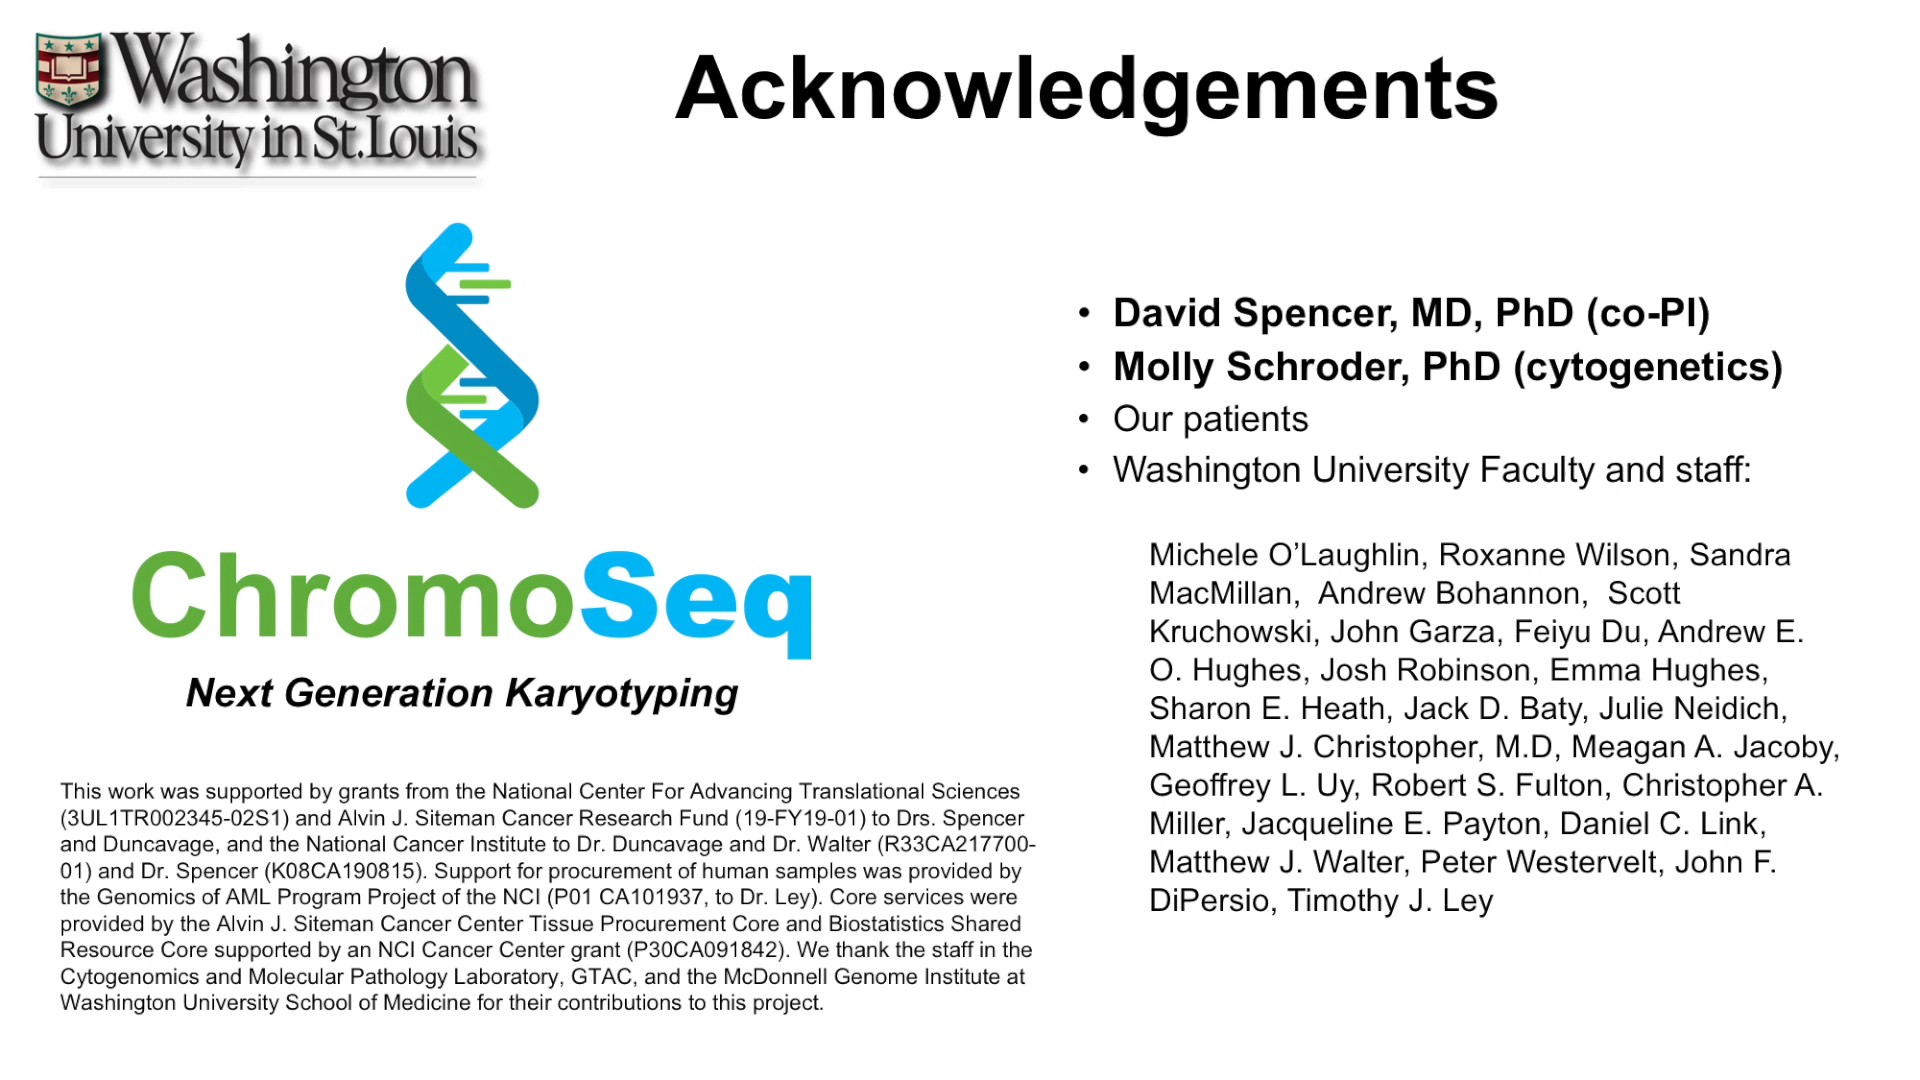 Washington
University in St. Louis
Acknowledgements
ChromoSeq
Next Generation Karyotyping
This work was supported by grants from the National Center For Advancing Translational Sciences
(3UL1TR002345-02S1) and Alvin J. Siteman Cancer Research Fund (19-FY19-01) to Drs. Spencer
and Duncavage, and the National Cancer Institute to Dr. Duncavage and Dr. Walter (R33CA217700-
01) and Dr. Spencer (K08CA190815). Support for procurement of human samples was provided by
the Genomics of AML Program Project of the NCI (P01 CA101937, to Dr. Ley). Core services were
provided by the Alvin J. Siteman Cancer Center Tissue Procurement Core and Biostatistics Shared
Resource Core supported by an NCI Cancer Center grant (P30CA091842). We thank the staff in the
Cytogenomics and Molecular Pathology Laboratory, GTAC, and the McDonnell Genome Institute at
Washington University School of Medicine for their contributions to this project.
• David Spencer, MD, PhD (co-PI)
• Molly Schroder, PhD (cytogenetics)
• Our patients
• Washington University Faculty and staff:
Michele O’Laughlin, Roxanne Wilson, Sandra
MacMillan,  Andrew Bohannon,  Scott
Kruchowski, John Garza, Feiyu Du, Andrew E.
O. Hughes, Josh Robinson, Emma Hughes,
Sharon E. Heath, Jack D. Baty, Julie Neidich,
Matthew J. Christopher, M.D, Meagan A. Jacoby,
Geoffrey L. Uy, Robert S. Fulton, Christopher A.
Miller, Jacqueline E. Payton, Daniel C. Link,
Matthew J. Walter, Peter Westervelt, John F.
DiPersio, Timothy J. Ley